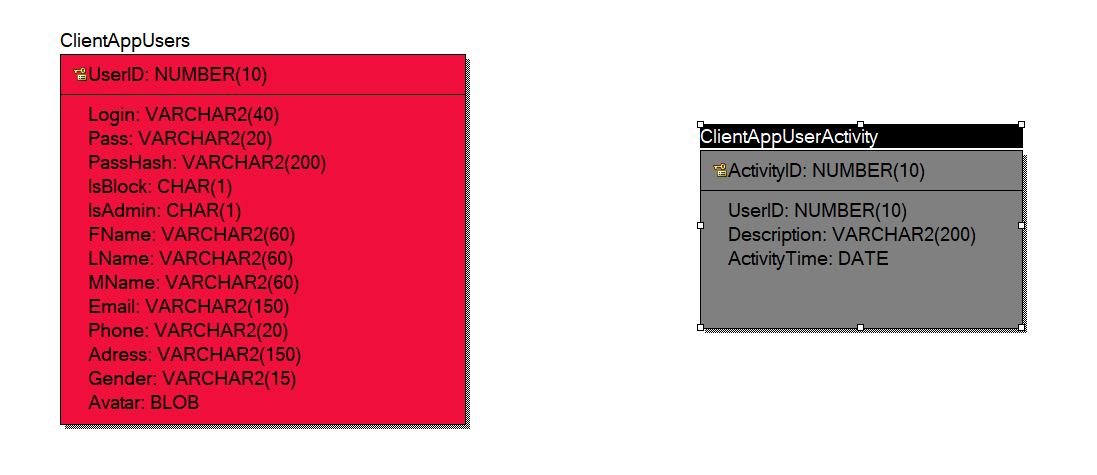 ClientAppUsers
UserID: NUMBER(10)
Login: VARCHAR2(40)
Pass: VARCHAR2(20)
PassHash: VARCHAR2(200)
IsBlock: CHAR(1)
IsAdmin: CHAR(1)
FName: VARCHAR2(60)
LName: VARCHAR2(60)
MName: VARCHAR2(60)
Email: VARCHAR2(150)
Phone: VARCHAR2(20)
Adress: VARCHAR2(150)
Gender: VARCHAR2(15)
Avatar: BLOB
ClientAppUserActivity
ActivityID: NUMBER(10)
UserID: NUMBER(10)
Description: VARCHAR2(200)
ActivityTime: DATE